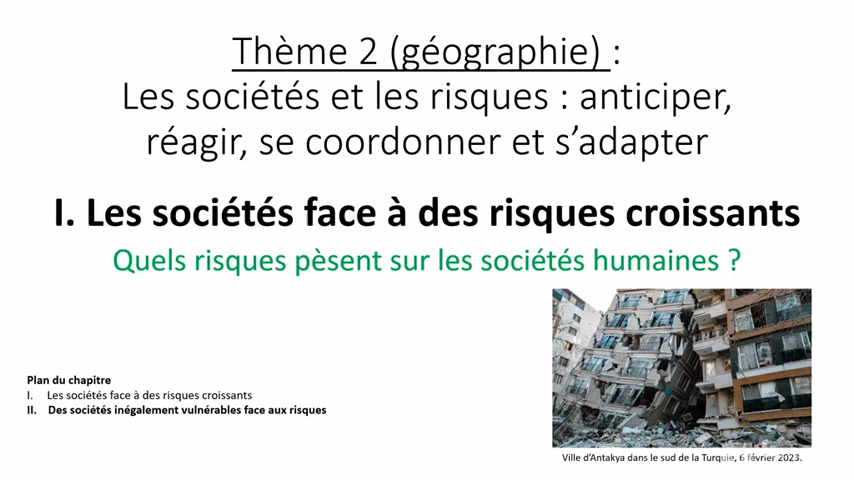 Thème 2 (géographie) :
Les sociétés et les risques : anticiper,
réagir, se coordonner et s’adapter
I. Les sociétés face à des risques croissants
Quels risques pèsent sur les sociétés humaines ?
Plan du chapitre
I. Les sociétés face à des risques croissants
II. Des sociétés inégalement vulnérables face aux risques
Ville d’Antakya dans le sud de la Turquie, 6 février 2023.